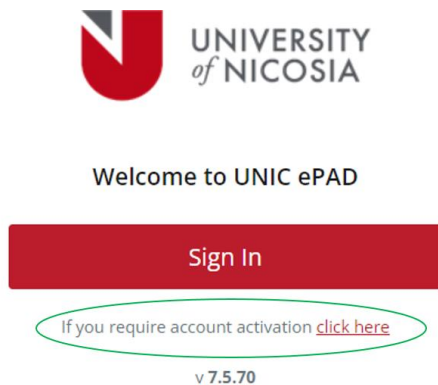 UNIVERSITY
of NICOSIA
Welcome to UNIC ePAD
Sign In
If you require account activation click here
v 7.5.70